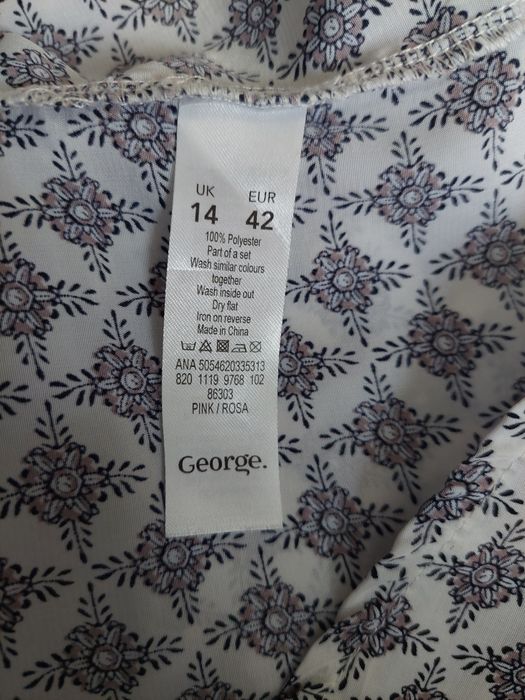 UK EUR
14 42
100% Polyester
Part of a set
Wash similar colours
together
Wash inside out
Dry flat
Iron on reverse
Made in China
ANA 5054620335313
820 1119 9768 102
86303
PINK / ROSA
George.